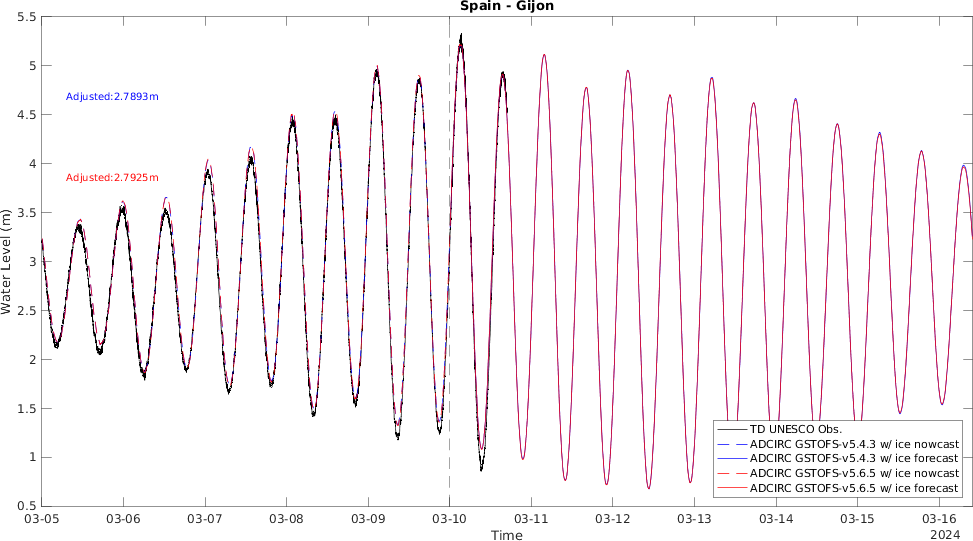 Spain - Gijon
5.5
5
4.5
4
3.5
3
2.5
2
1.5
1
0.5
Water Level (m)
Adjusted:2.7893m
Adjusted:2.7925m
TD UNESCO Obs.
ADCIRC GSTOFS-v5.4.3 w/ ice nowcast
ADCIRC GSTOFS-v5.4.3 w/ ice forecast
ADCIRC GSTOFS-v5.6.5 w/ ice nowcast
ADCIRC GSTOFS-v5.6.5 w/ ice forecast
03-05 03-06 03-07 03-08 03-09 03-10 03-11 03-12 03-13 03-14 03-15 03-16
Time
2024